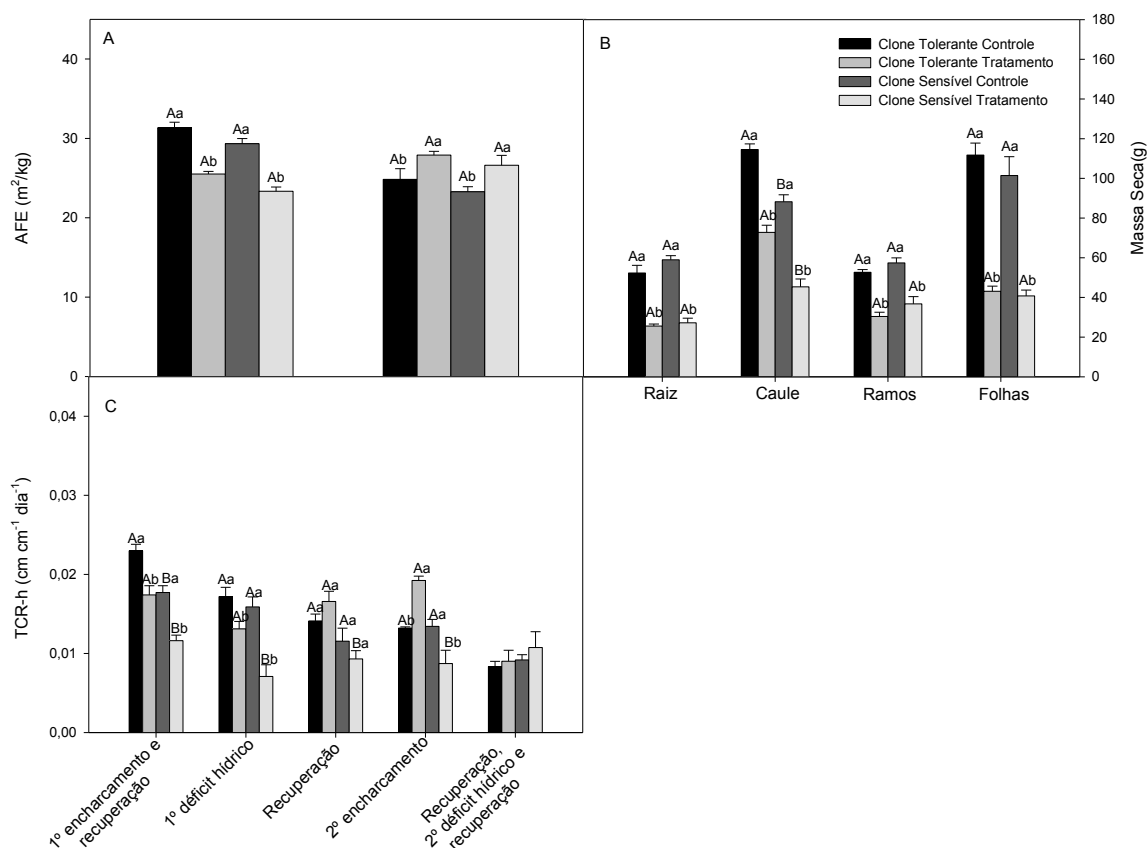 A
AFE (m²/kg)
40
30
20
10
0
Aa
Ab
Aa
Ab
Ab
Aa
Ab
Aa
B
Clone Tolerante Controle
Clone Tolerante Tratamento
Clone Sensível Controle
Clone Sensível Tratamento
Aa
Ab
Aa
Ab
Aa
Ab
Ba
Bb
Aa
Ab
Aa
Ab
Aa
Ab
Aa
Ab
180
160
140
120
100
80
60
40
20
0
Massa Seca(g)
Raiz
Caule
Ramos
Folhas
C
TCR-h (cm cm⁻¹ dia⁻¹)
0,04
0,03
0,02
0,01
0,00
Aa
Ab
Ba
Bb
Aa
Ab
Aa
Bb
Aa
Aa
Aa
Ba
Ab
Aa
Aa
Bb
1º encharcamento e
recuperação
1º déficit hídrico
Recuperação
2º encharcamento
Recuperação,
2º déficit hídrico e
recuperação